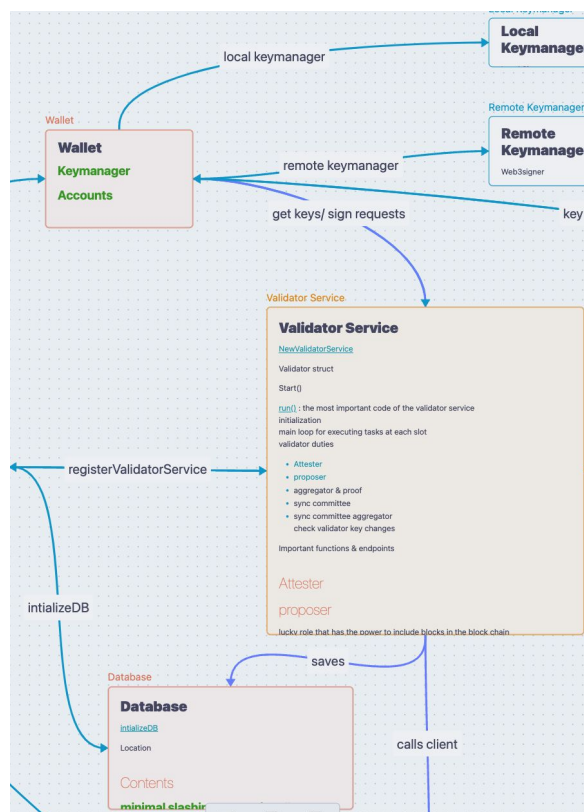 Local Keymanager
Local
Keymanage
local keymanager
Wallet
Wallet
Keymanager
Accounts
Remote Keymanager
Remote
Keymanage
Web3signer
remote keymanager
get keys/ sign requests
key
Validator Service
Validator Service
NewValidatorService
Validator struct
Start()
run() : the most important code of the validator service
initialization
main loop for executing tasks at each slot
validator duties
• Attester
• proposer
• aggregator & proof
• sync committee
• sync committee aggregator
check validator key changes
Important functions & endpoints
Attester
proposer
lucky role that has the power to include blocks in the block chain
registerValidatorService
intializeDB
saves
Database
Database
intializeDB
Location
Contents
minimal slashir
calls client